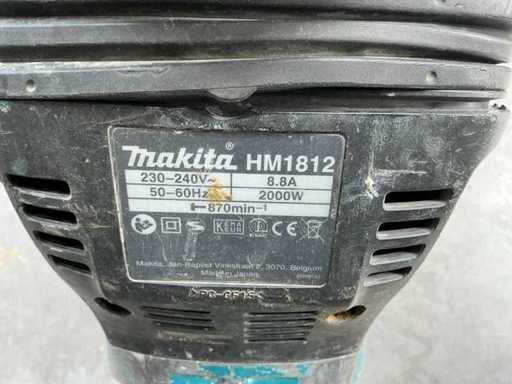 makita® HM1812
230-240V~ 8.8A
50-60Hz 2000W
870min-1
KEMA EUR
CE
Makita, Jan-Baptist Vinkstraat 2, 3070, Belgium
Made in Japan